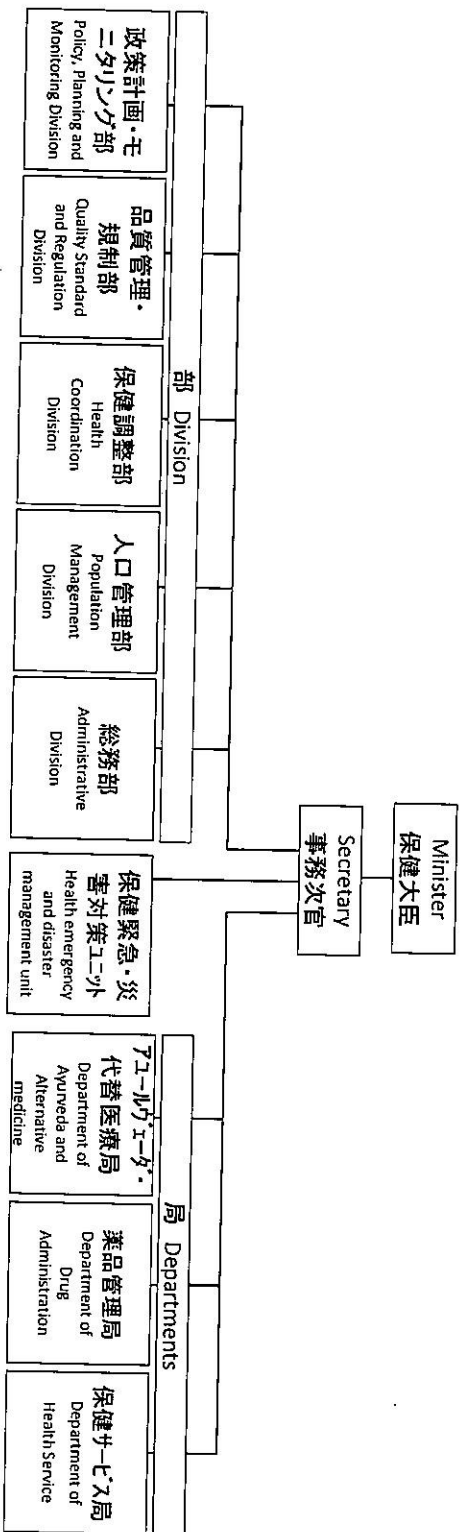 Minister
保健大臣
Secretary
事務次官
部 Division
局 Departments
政策計画・モ
ニタリング部
Policy, Planning and
Monitoring Division
品質管理・
規制部
Quality Standard
and Regulation
Division
保健調整部
Health
Coordination
Division
人口管理部
Population
Management
Division
総務部
Administrative
Division
保健緊急・災
害対策ユニット
Health emergency
and disaster
management unit
アユールヴェーダ・
代替医療局
Department of
Ayurveda and
Alternative
medicine
薬品管理局
Department of
Drug
Administration
保健サービス局
Department of
Health Service